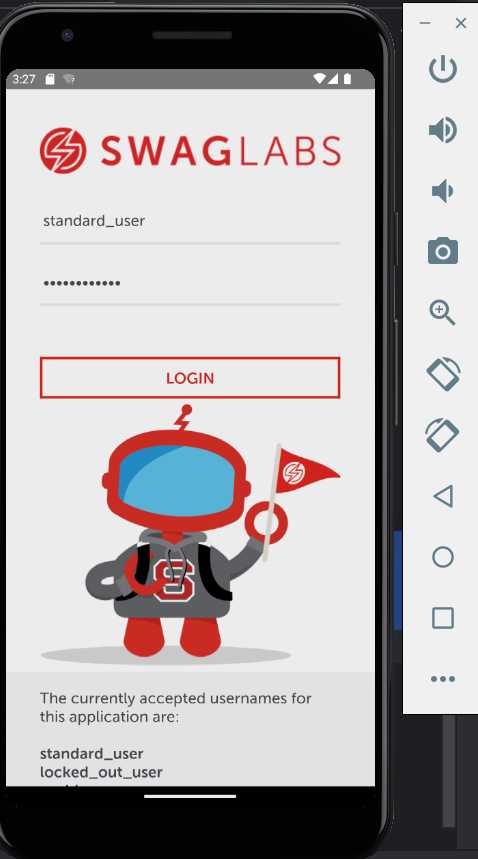 3:27
SWAGLABS
standard_user
••••••••••••
LOGIN
S
The currently accepted usernames for
this application are:
standard_user
locked_out_user